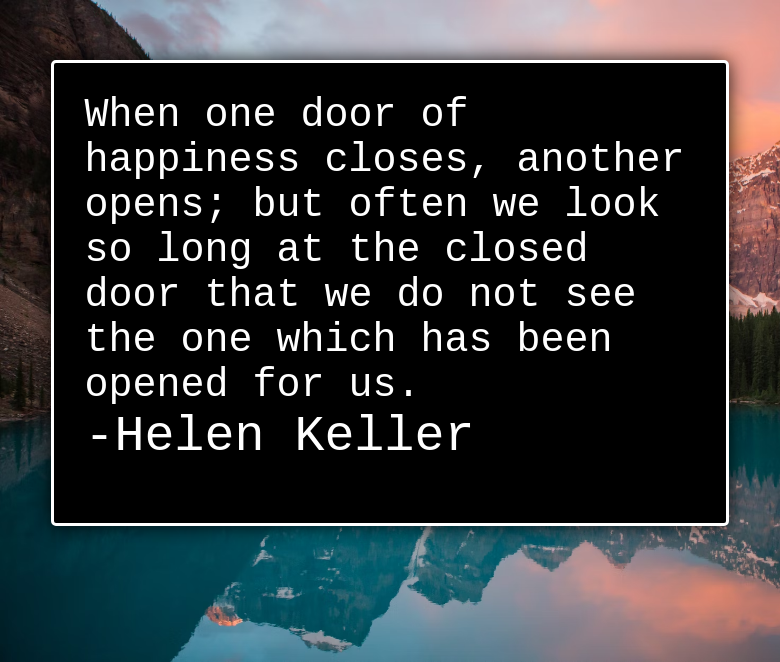 When one door of
happiness closes, another
opens; but often we look
so long at the closed
door that we do not see
the one which has been
opened for us.
-Helen Keller